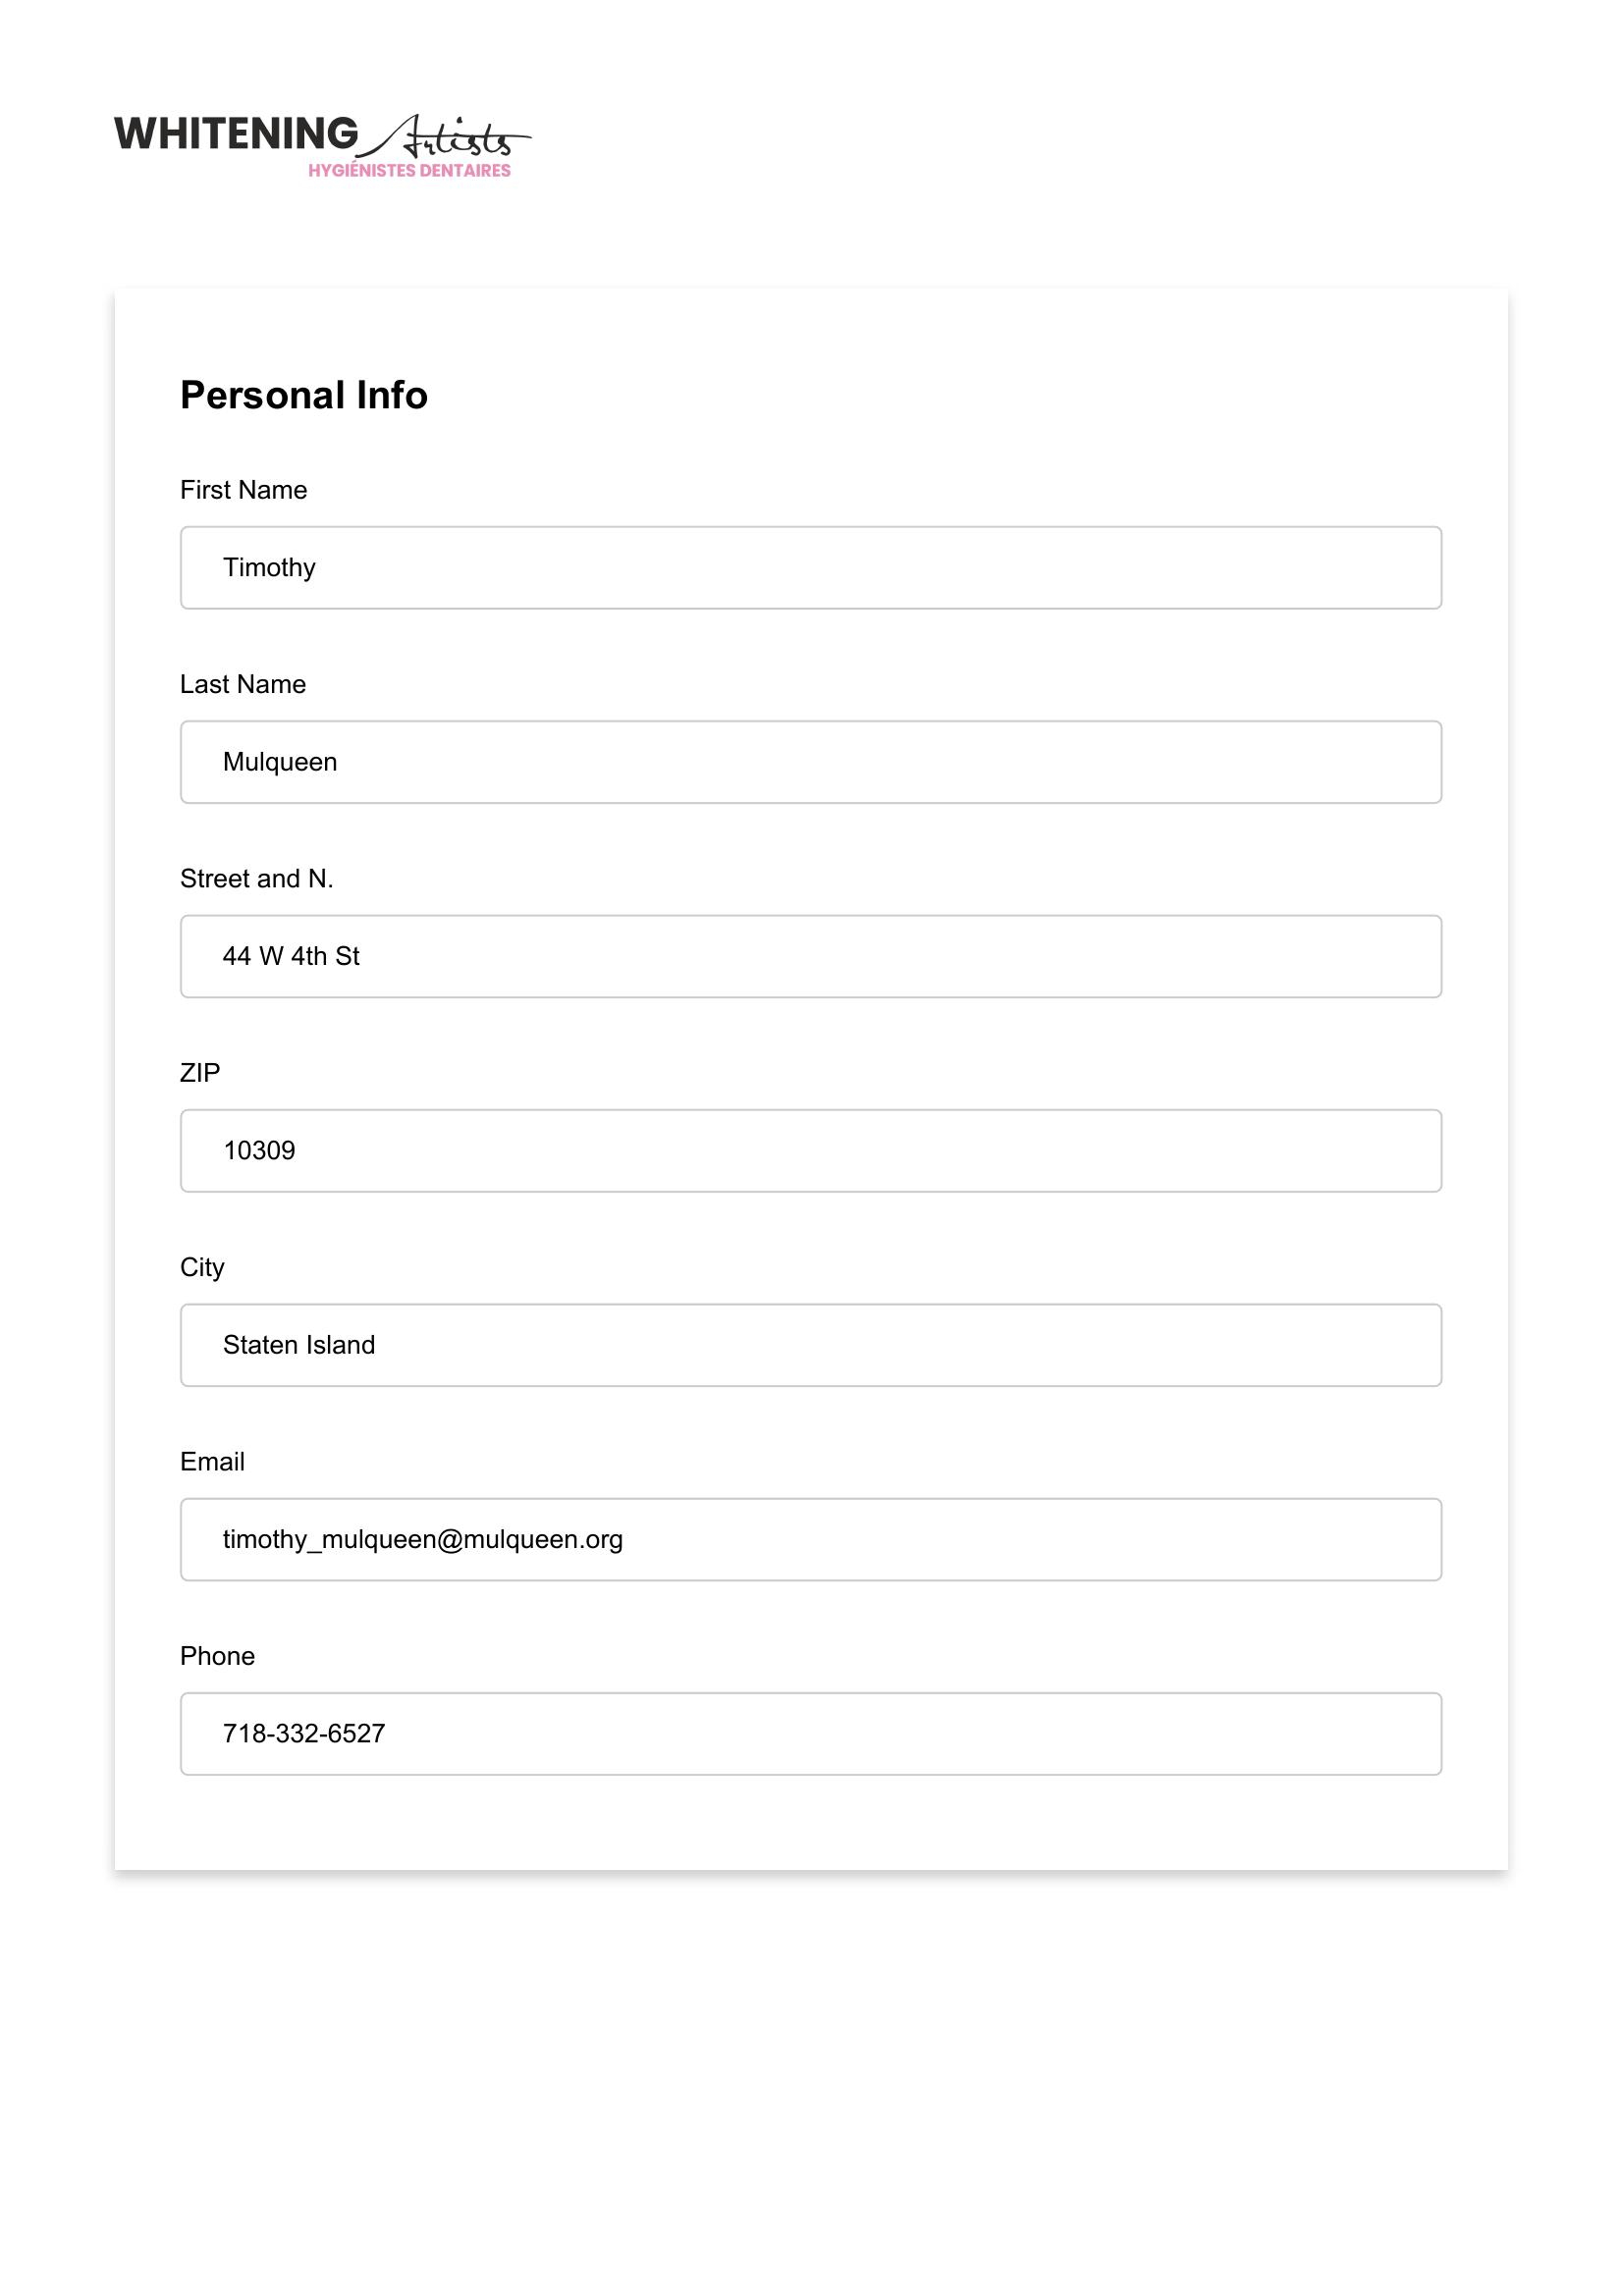 WHITENING Artists
HYGIÉNISTES DENTAIRES
Personal Info
First Name
Timothy
Last Name
Mulqueen
Street and N.
44 W 4th St
ZIP
10309
City
Staten Island
Email
timothy_mulqueen@mulqueen.org
Phone
718-332-6527